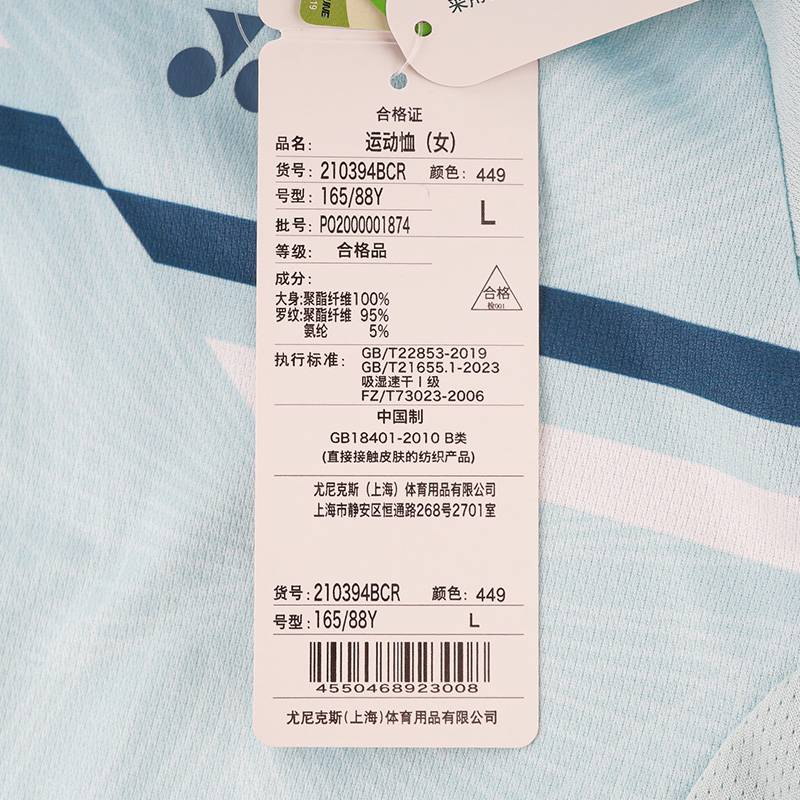 合格证
品名: 运动恤(女)
货号: 210394BCR 颜色: 449
号型: 165/88Y
L
批号: PO2000001874
等级: 合格品
成分:
大身:聚酯纤维100%
罗纹:聚酯纤维 95%
氨纶 5%
合格
检001
执行标准: GB/T22853-2019
GB/T21655.1-2023
吸湿速干Ⅰ级
FZ/T73023-2006
中国制
GB18401-2010 B类
(直接接触皮肤的纺织产品)
尤尼克斯(上海)体育用品有限公司
上海市静安区恒通路268号2701室
货号: 210394BCR 颜色: 449
号型: 165/88Y L
4550468923008
尤尼克斯(上海)体育用品有限公司